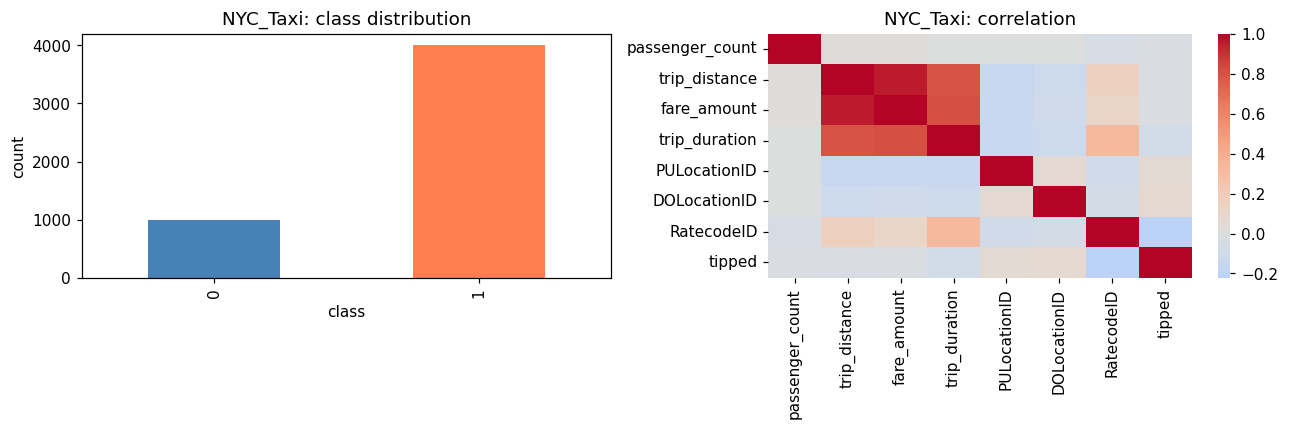 NYC_Taxi: class distribution
4000
3000
2000
1000
0
count
0
1
class
NYC_Taxi: correlation
passenger_count
trip_distance
fare_amount
trip_duration
PULocationID
DOLocationID
RatecodeID
tipped
passenger_count
trip_distance
fare_amount
trip_duration
PULocationID
DOLocationID
RatecodeID
tipped
1.0
0.8
0.6
0.4
0.2
0.0
−0.2